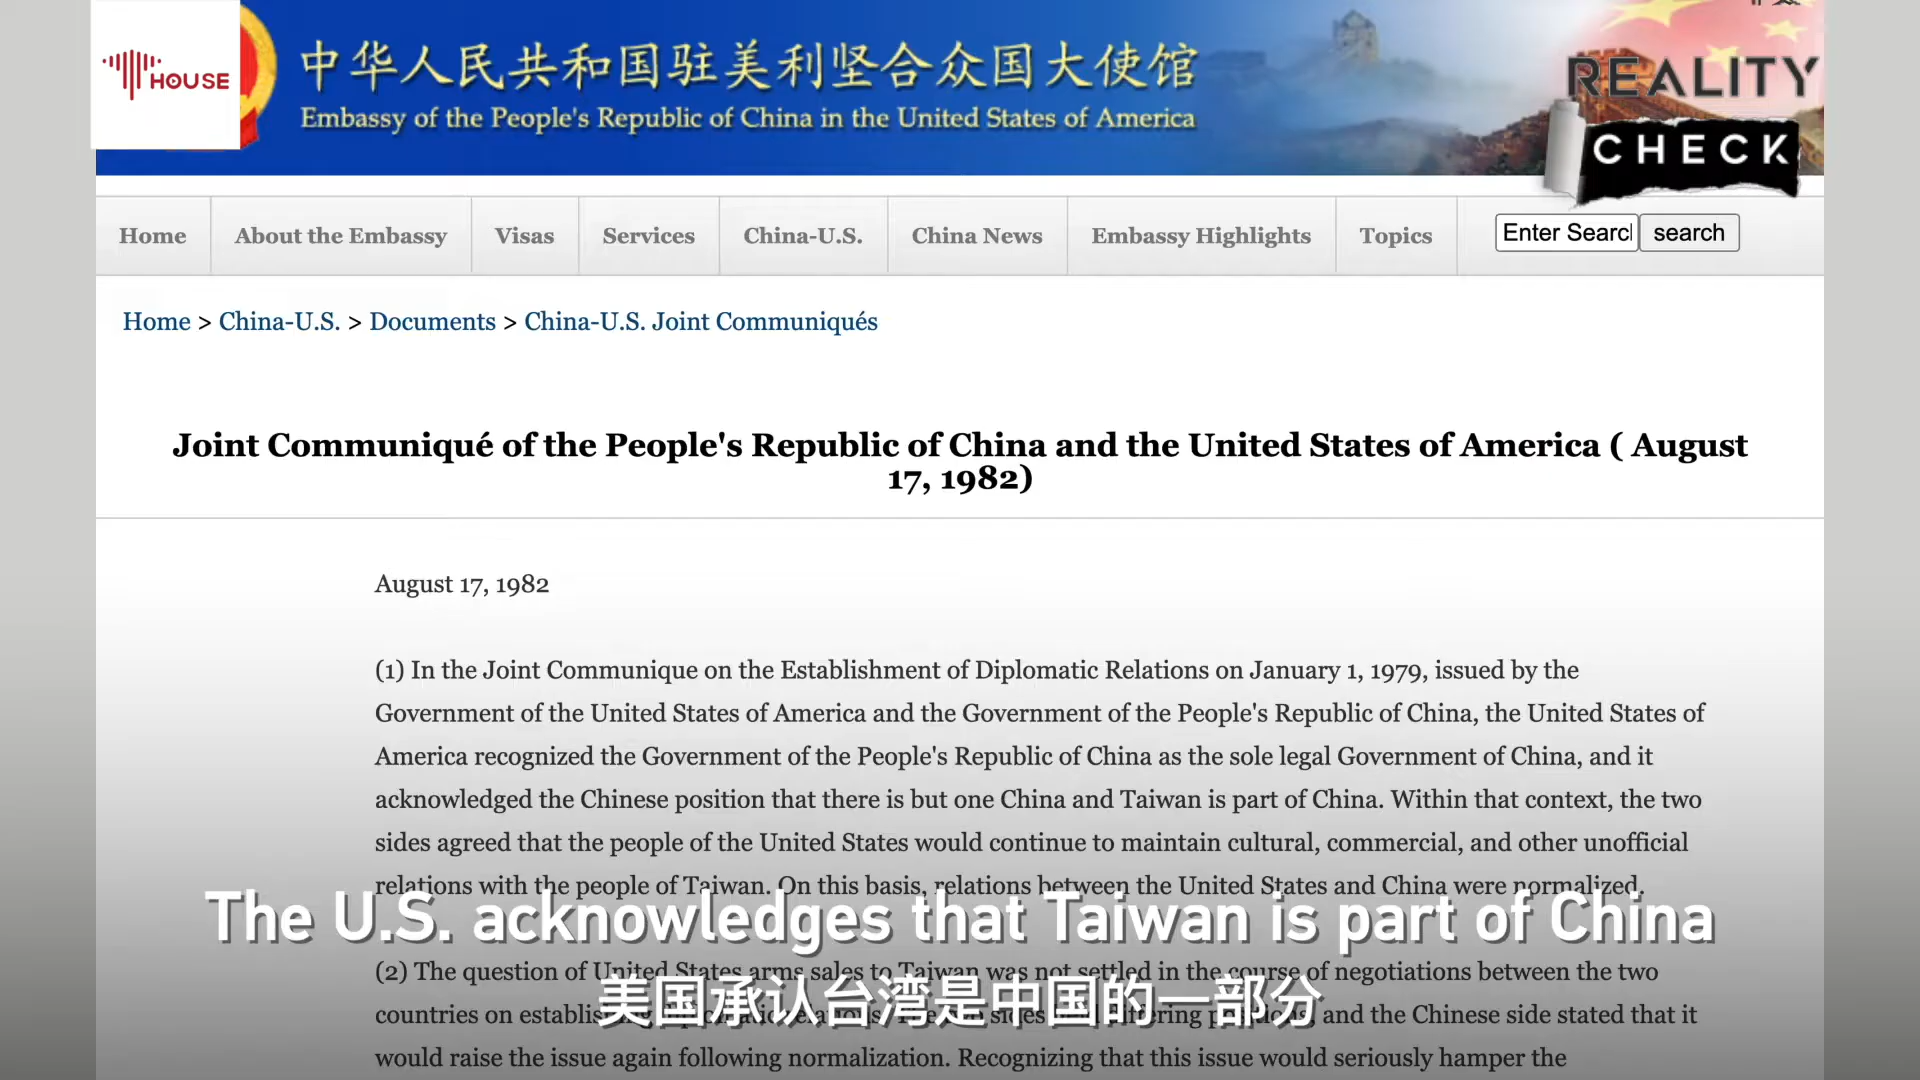 HOUSE
中华人民共和国驻美利坚合众国大使馆
Embassy of the People's Republic of China in the United States of America
REALITY
CHECK
Home About the Embassy Visas Services China-U.S. China News Embassy Highlights Topics Enter Searc search
Home > China-U.S. > Documents > China-U.S. Joint Communiqués
Joint Communiqué of the People's Republic of China and the United States of America ( August
17, 1982)
August 17, 1982
(1) In the Joint Communique on the Establishment of Diplomatic Relations on January 1, 1979, issued by the
Government of the United States of America and the Government of the People's Republic of China, the United States of
America recognized the Government of the People's Republic of China as the sole legal Government of China, and it
acknowledged the Chinese position that there is but one China and Taiwan is part of China. Within that context, the two
sides agreed that the people of the United States would continue to maintain cultural, commercial, and other unofficial
relations with the people of Taiwan. On this basis, relations between the United States and China were normalized.
The U.S. acknowledges that Taiwan is part of China
(2) The question of United States arms sales to Taiwan was not settled in the course of negotiations between the two
美国承认台湾是中国的一部分
countries on and the Chinese side stated that it
would raise the issue again following normalization. Recognizing that this issue would seriously hamper the